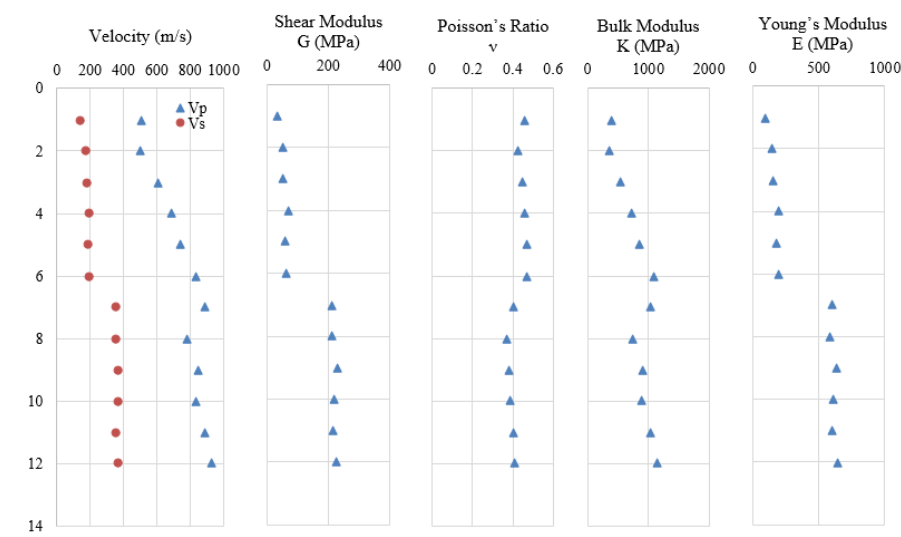 Velocity (m/s)
Shear Modulus
G (MPa)
Poisson’s Ratio
ν
Bulk Modulus
K (MPa)
Young’s Modulus
E (MPa)
0 200 400 600 800 1000
0 200 400
0 0.2 0.4 0.6
0 1000 2000
0 500 1000
0
2
4
6
8
10
12
14
Vp
Vs